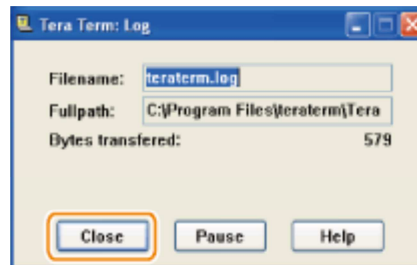 Tera Term: Log
Filename: teraterm.log
Fullpath: C:\Program Files\teraterm\Tera
Bytes transfered: 579
Close Pause Help